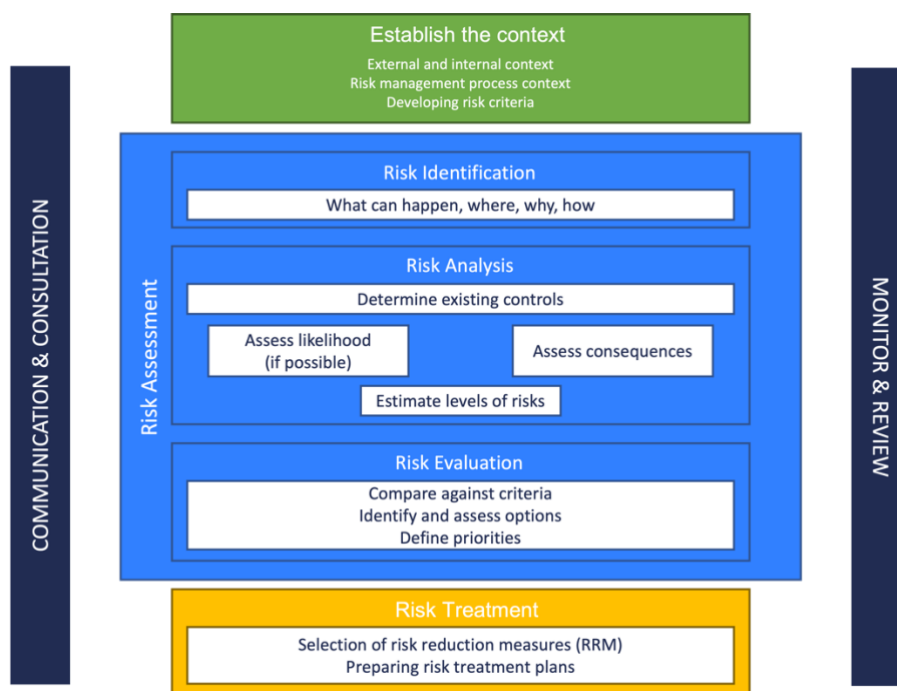 Establish the context
External and internal context
Risk management process context
Developing risk criteria
COMMUNICATION & CONSULTATION
Risk Assessment
Risk Identification
What can happen, where, why, how
Risk Analysis
Determine existing controls
Assess likelihood
(if possible)
Assess consequences
Estimate levels of risks
Risk Evaluation
Compare against criteria
Identify and assess options
Define priorities
Risk Treatment
Selection of risk reduction measures (RRM)
Preparing risk treatment plans
MONITOR & REVIEW